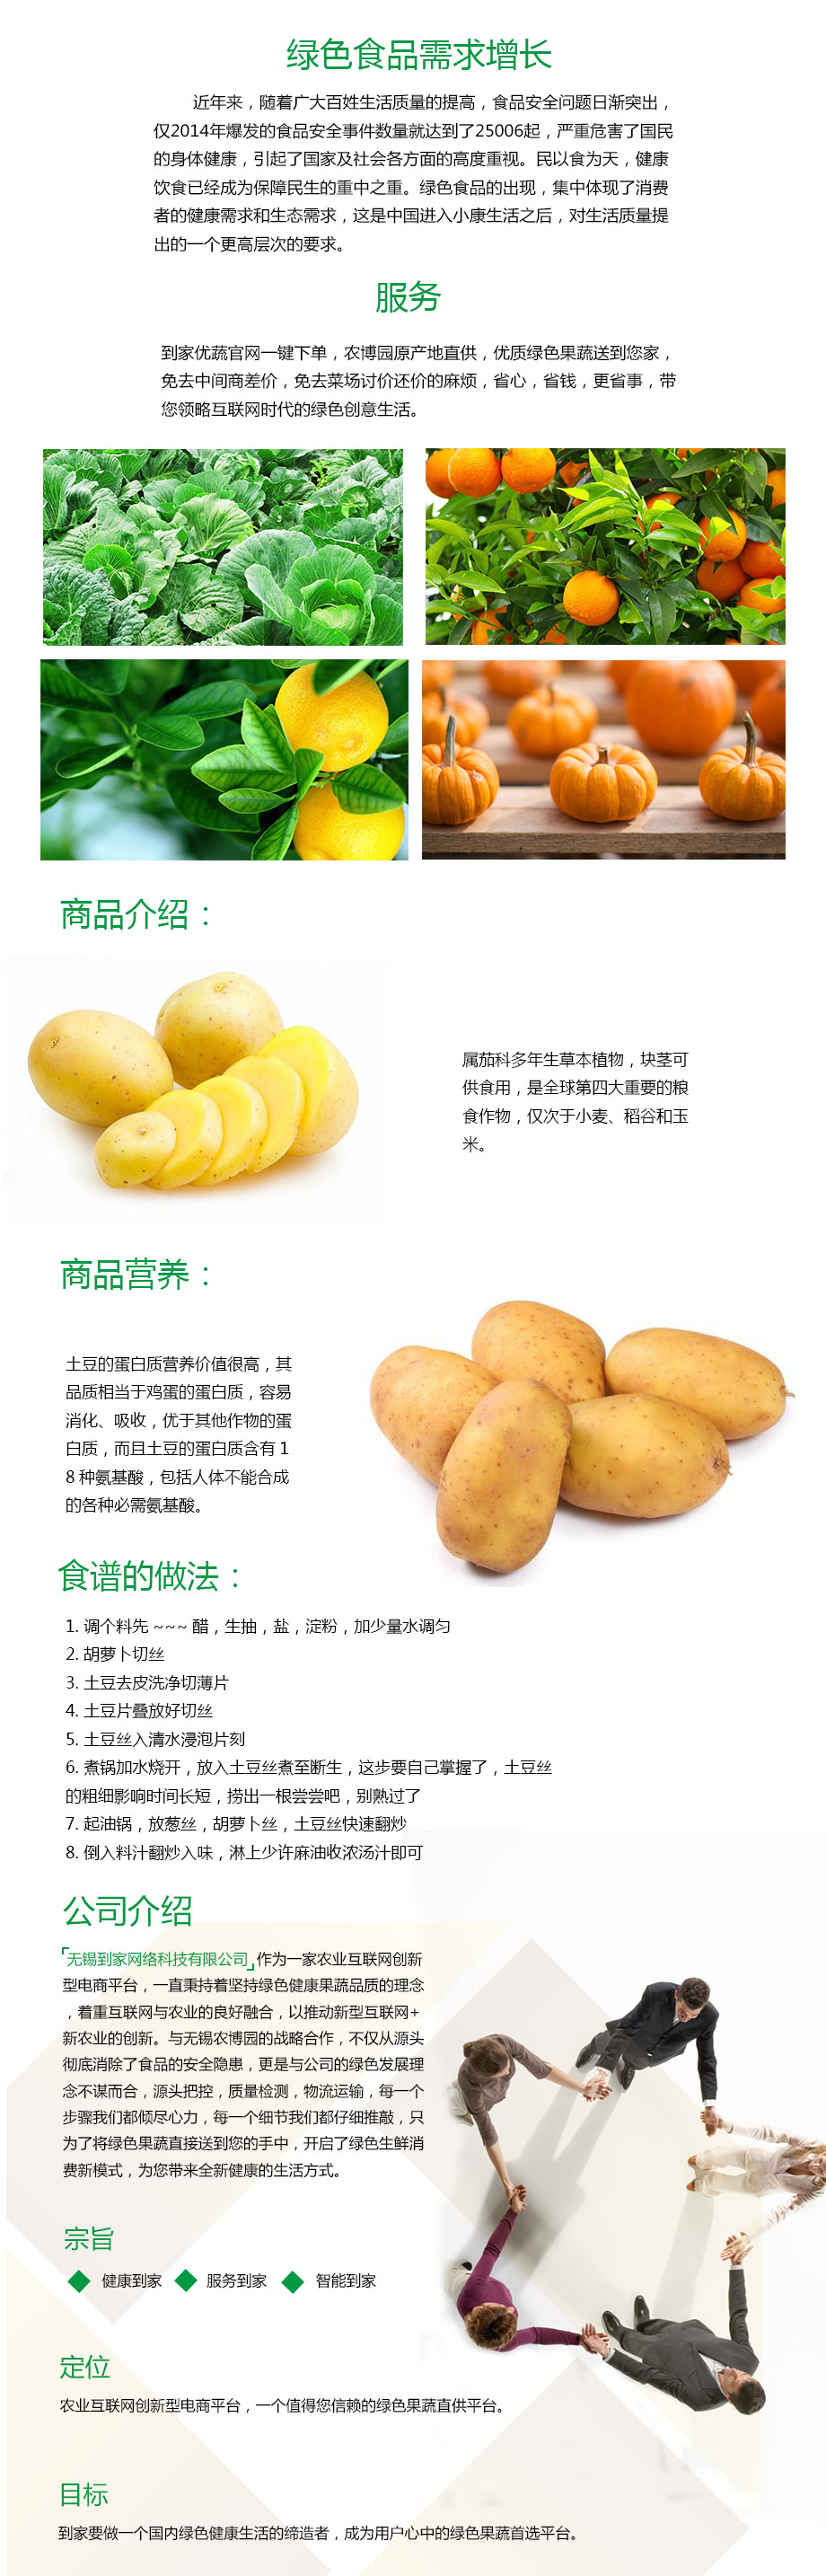 绿色食品需求增长
近年来，随着广大百姓生活质量的提高，食品安全问题日渐突出，
仅2014年爆发的食品安全事件数量就达到了25006起，严重危害了国民
的身体健康，引起了国家及社会各方面的高度重视。民以食为天，健康
饮食已经成为保障民生的重中之重。绿色食品的出现，集中体现了消费
者的健康需求和生态需求，这是中国进入小康生活之后，对生活质量提
出的一个更高层次的要求。
服务
到家优蔬官网一键下单，农博园原产地直供，优质绿色果蔬送到您家，
免去中间商差价，免去菜场讨价还价的麻烦，省心，省钱，更省事，带
您领略互联网时代的绿色创意生活。
商品介绍：
属茄科多年生草本植物，块茎可
供食用，是全球第四大重要的粮
食作物，仅次于小麦、稻谷和玉
米。
商品营养：
土豆的蛋白质营养价值很高，其
品质相当于鸡蛋的蛋白质，容易
消化、吸收，优于其他作物的蛋
白质，而且土豆的蛋白质含有 1
8 种氨基酸，包括人体不能合成
的各种必需氨基酸。
食谱的做法：
1. 调个料先 ~~~ 醋，生抽，盐，淀粉，加少量水调匀
2. 胡萝卜切丝
3. 土豆去皮洗净切薄片
4. 土豆片叠放好切丝
5. 土豆丝入清水浸泡片刻
6. 煮锅加水烧开，放入土豆丝煮至断生，这步要自己掌握了，土豆丝
的粗细影响时间长短，捞出一根尝尝吧，别熟过了
7. 起油锅，放葱丝，胡萝卜丝，土豆丝快速翻炒
8. 倒入料汁翻炒入味，淋上少许麻油收浓汤汁即可
公司介绍
「无锡到家网络科技有限公司」作为一家农业互联网创新
型电商平台，一直秉持着坚持绿色健康果蔬品质的理念
，着重互联网与农业的良好融合，以推动新型互联网+
新农业的创新。与无锡农博园的战略合作，不仅从源头
彻底消除了食品的安全隐患，更是与公司的绿色发展理
念不谋而合，源头把控，质量检测，物流运输，每一个
步骤我们都倾尽心力，每一个细节我们都仔细推敲，只
为了将绿色果蔬直接送到您的手中，开启了绿色生鲜消
费新模式，为您带来全新健康的生活方式。
宗旨
健康到家 服务到家 智能到家
定位
农业互联网创新型电商平台，一个值得您信赖的绿色果蔬直供平台。
目标
到家要做一个国内绿色健康生活的缔造者，成为用户心中的绿色果蔬首选平台。